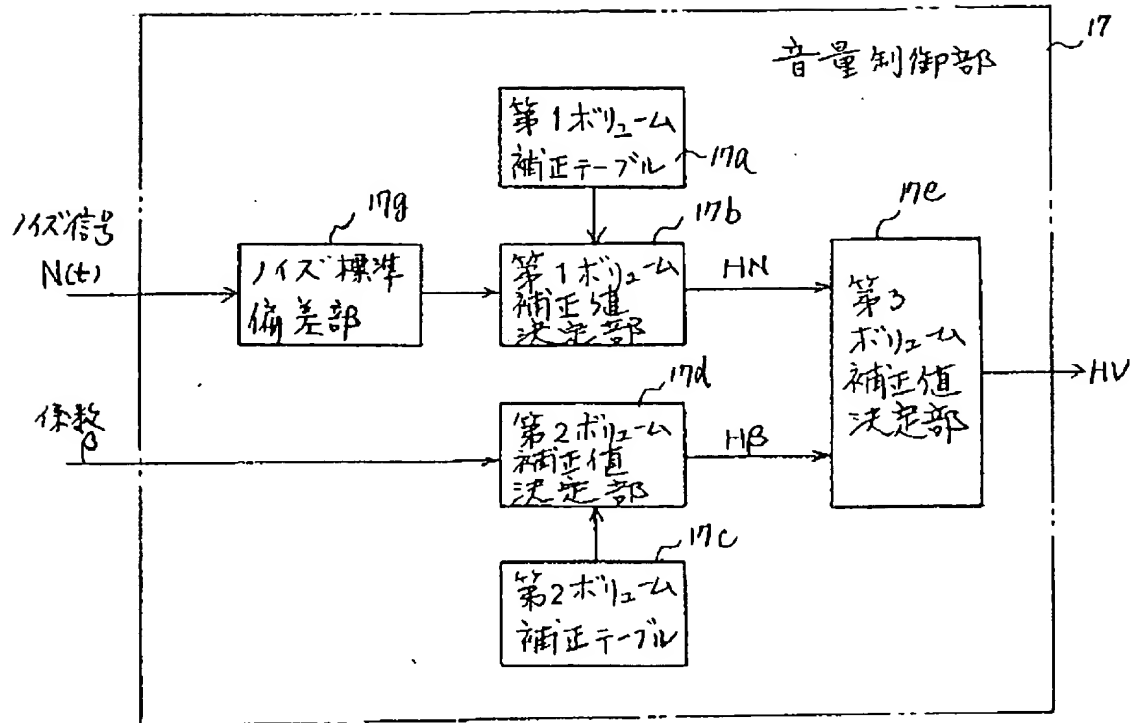 17
音量制御部
第1ボリューム
補正テーブル
17a
17g
17b
17e
ノイズ信号
N(t)
ノイズ標準
偏差部
第1ボリューム
補正値
決定部
HN
第3
ボリューム
補正値
決定部
HV
17d
係数
β
第2ボリューム
補正値
決定部
Hβ
17c
第2ボリューム
補正テーブル